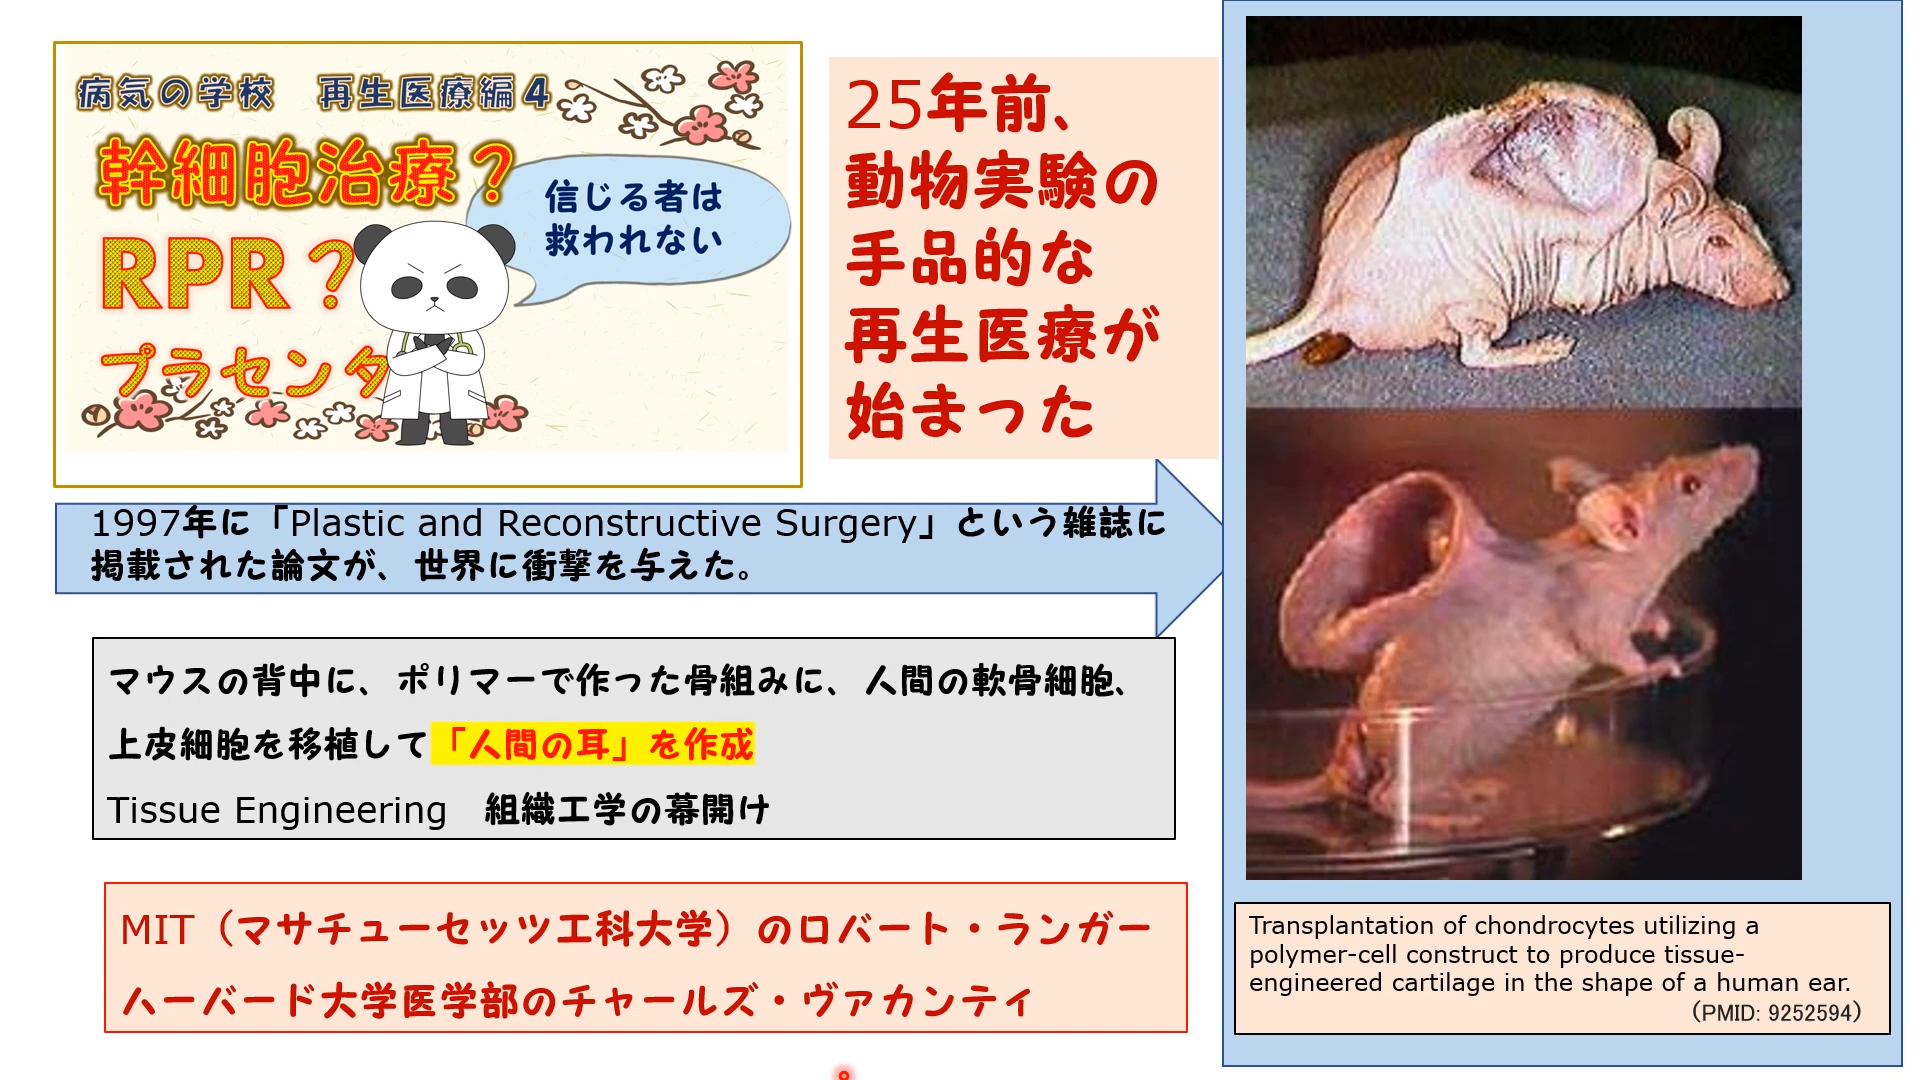 病気の学校　再生医療編４
幹細胞治療？
RPR？
プラセンタ
信じる者は
救われない
25年前、
動物実験の
手品的な
再生医療が
始まった
1997年に「Plastic and Reconstructive Surgery」という雑誌に
掲載された論文が、世界に衝撃を与えた。
マウスの背中に、ポリマーで作った骨組みに、人間の軟骨細胞、
上皮細胞を移植して「人間の耳」を作成
Tissue Engineering　組織工学の幕開け
MIT（マサチューセッツ工科大学）のロバート・ランガー
ハーバード大学医学部のチャールズ・ヴァカンティ
Transplantation of chondrocytes utilizing a
polymer-cell construct to produce tissue-
engineered cartilage in the shape of a human ear.
（PMID: 9252594）